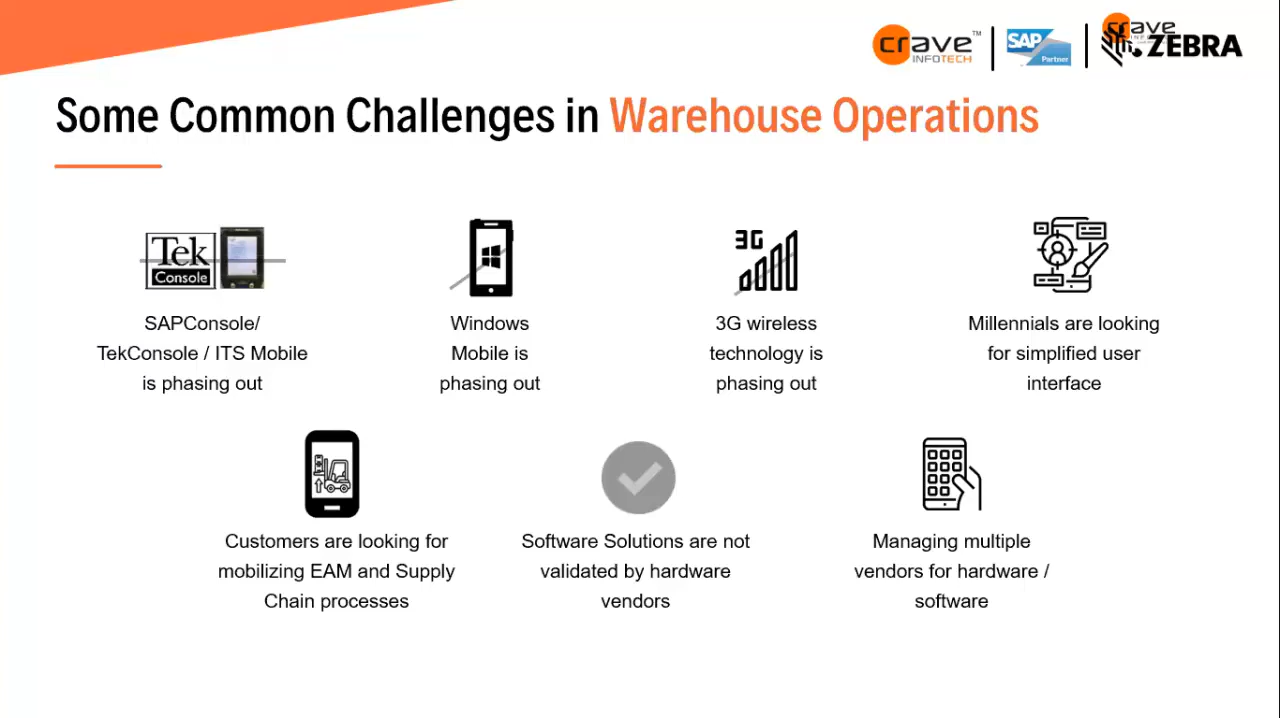 crave
INFOTECH
TM
SAP
Partner
crave
ZEBRA
Some Common Challenges in Warehouse Operations
Tek
Console
3G
SAPConsole/
TekConsole / ITS Mobile
is phasing out
Windows
Mobile is
phasing out
3G wireless
technology is
phasing out
Millennials are looking
for simplified user
interface
Customers are looking for
mobilizing EAM and Supply
Chain processes
Software Solutions are not
validated by hardware
vendors
Managing multiple
vendors for hardware /
software